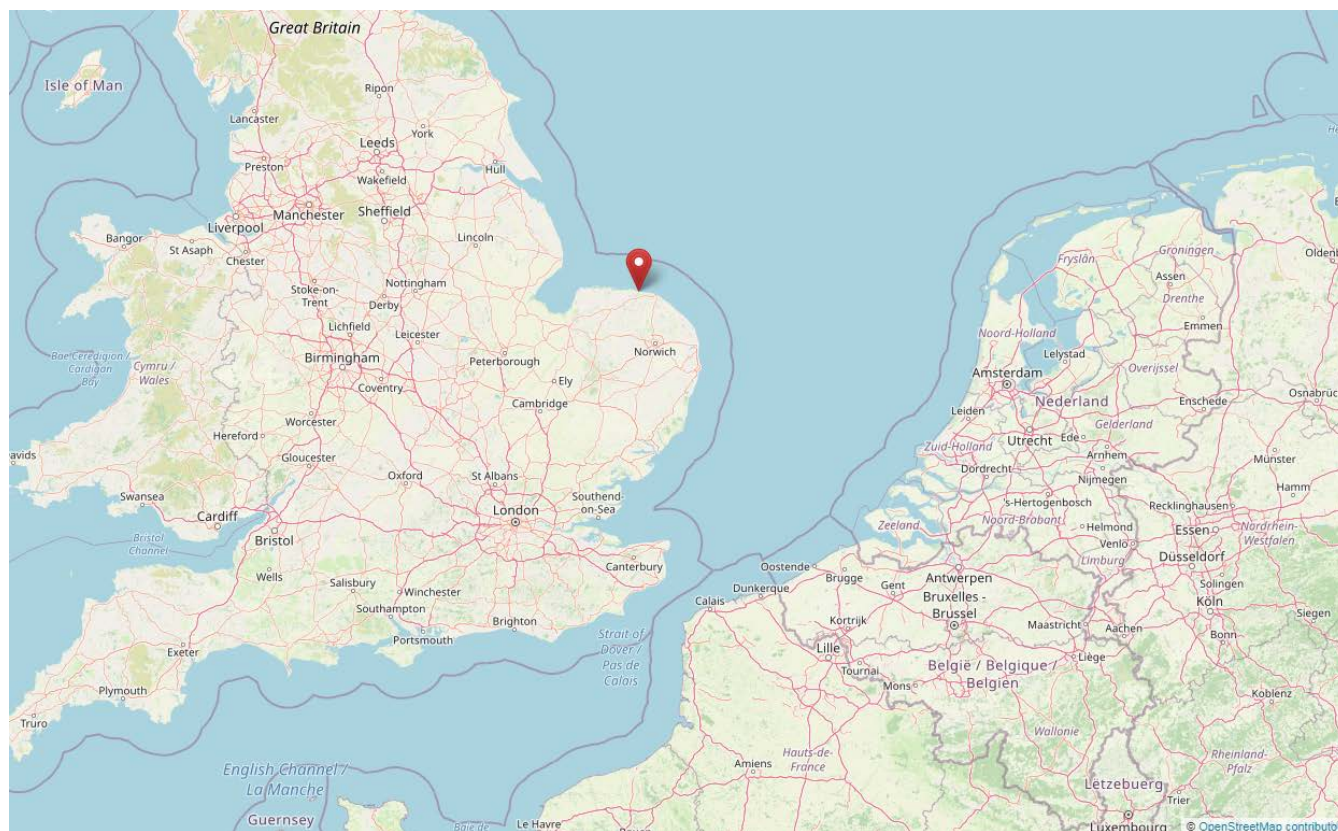 Great Britain
Isle of Man
Ripon
Lancaster
York
Leeds
Preston
Wakefield
Hull
Manchester
Sheffield
Liverpool
Bangor
St Asaph
Chester
Lincoln
Stoke-on-
Trent
Nottingham
Derby
Lichfield
Leicester
Norwich
Peterborough
Birmingham
Coventry
Ely
Bae Ceredigion /
Cardigan
Bay
Cymru /
Wales
Cambridge
Worcester
Hereford
Gloucester
Oxford
St Albans
Southend-
on-Sea
London
Swansea
Cardiff
Bristol
Bristol
Channel
Wells
Salisbury
Winchester
Canterbury
Southampton
Portsmouth
Brighton
Exeter
Plymouth
Truro
Strait of
Dover /
Pas de
Calais
English Channel /
La Manche
Guernsey
Groningen
Fryslân
Assen
Drenthe
Emmen
Noord-Holland
Lelystad
Overijssel
Amsterdam
Nederland
Enschede
Leiden
Gelderland
Utrecht
Ede
Zuid-Holland
Arnhem
Dordrecht
Nijmegen
's-Hertogenbosch
Noord-Brabant
Zeeland
Helmond
Venlo
Limburg
Münster
Hamm
Recklinghausen
Essen
Nordrhein-
Westfalen
Düsseldorf
Solingen
Köln
Siegen
Bonn
Koblenz
Rheinland-
Pfalz
Trier
Oostende
Brugge
Gent
Antwerpen
Dunkerque
Calais
Bruxelles -
Brussel
Kortrijk
Maastricht
Aachen
Lille
Tournai
Liège
België / Belgique /
Belgien
Mons
Wallonie
Hauts-de-
France
Amiens
Lëtzebuerg
Luxembourg
Le Havre
Baie de
© OpenStreetMap contributo